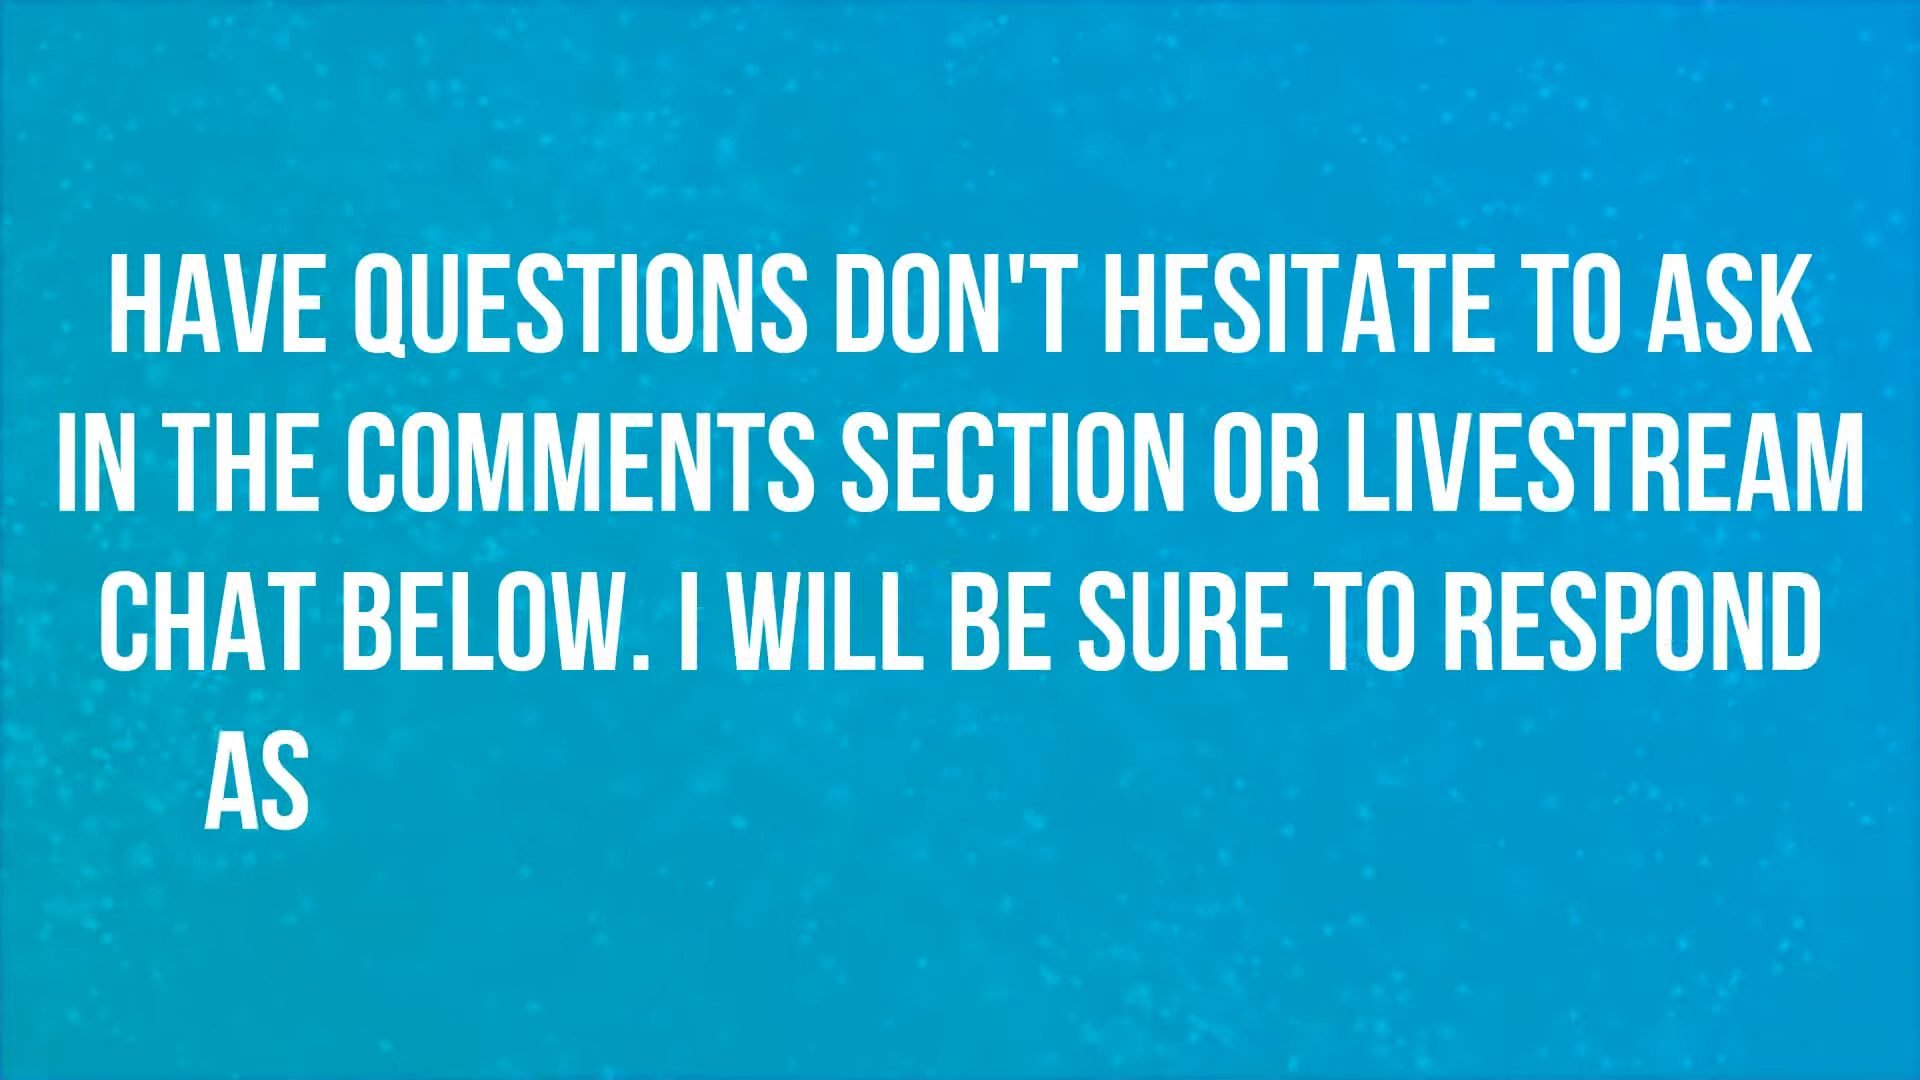 HAVE QUESTIONS DON'T HESITATE TO ASK
IN THE COMMENTS SECTION OR LIVESTREAM
CHAT BELOW. I WILL BE SURE TO RESPOND
AS